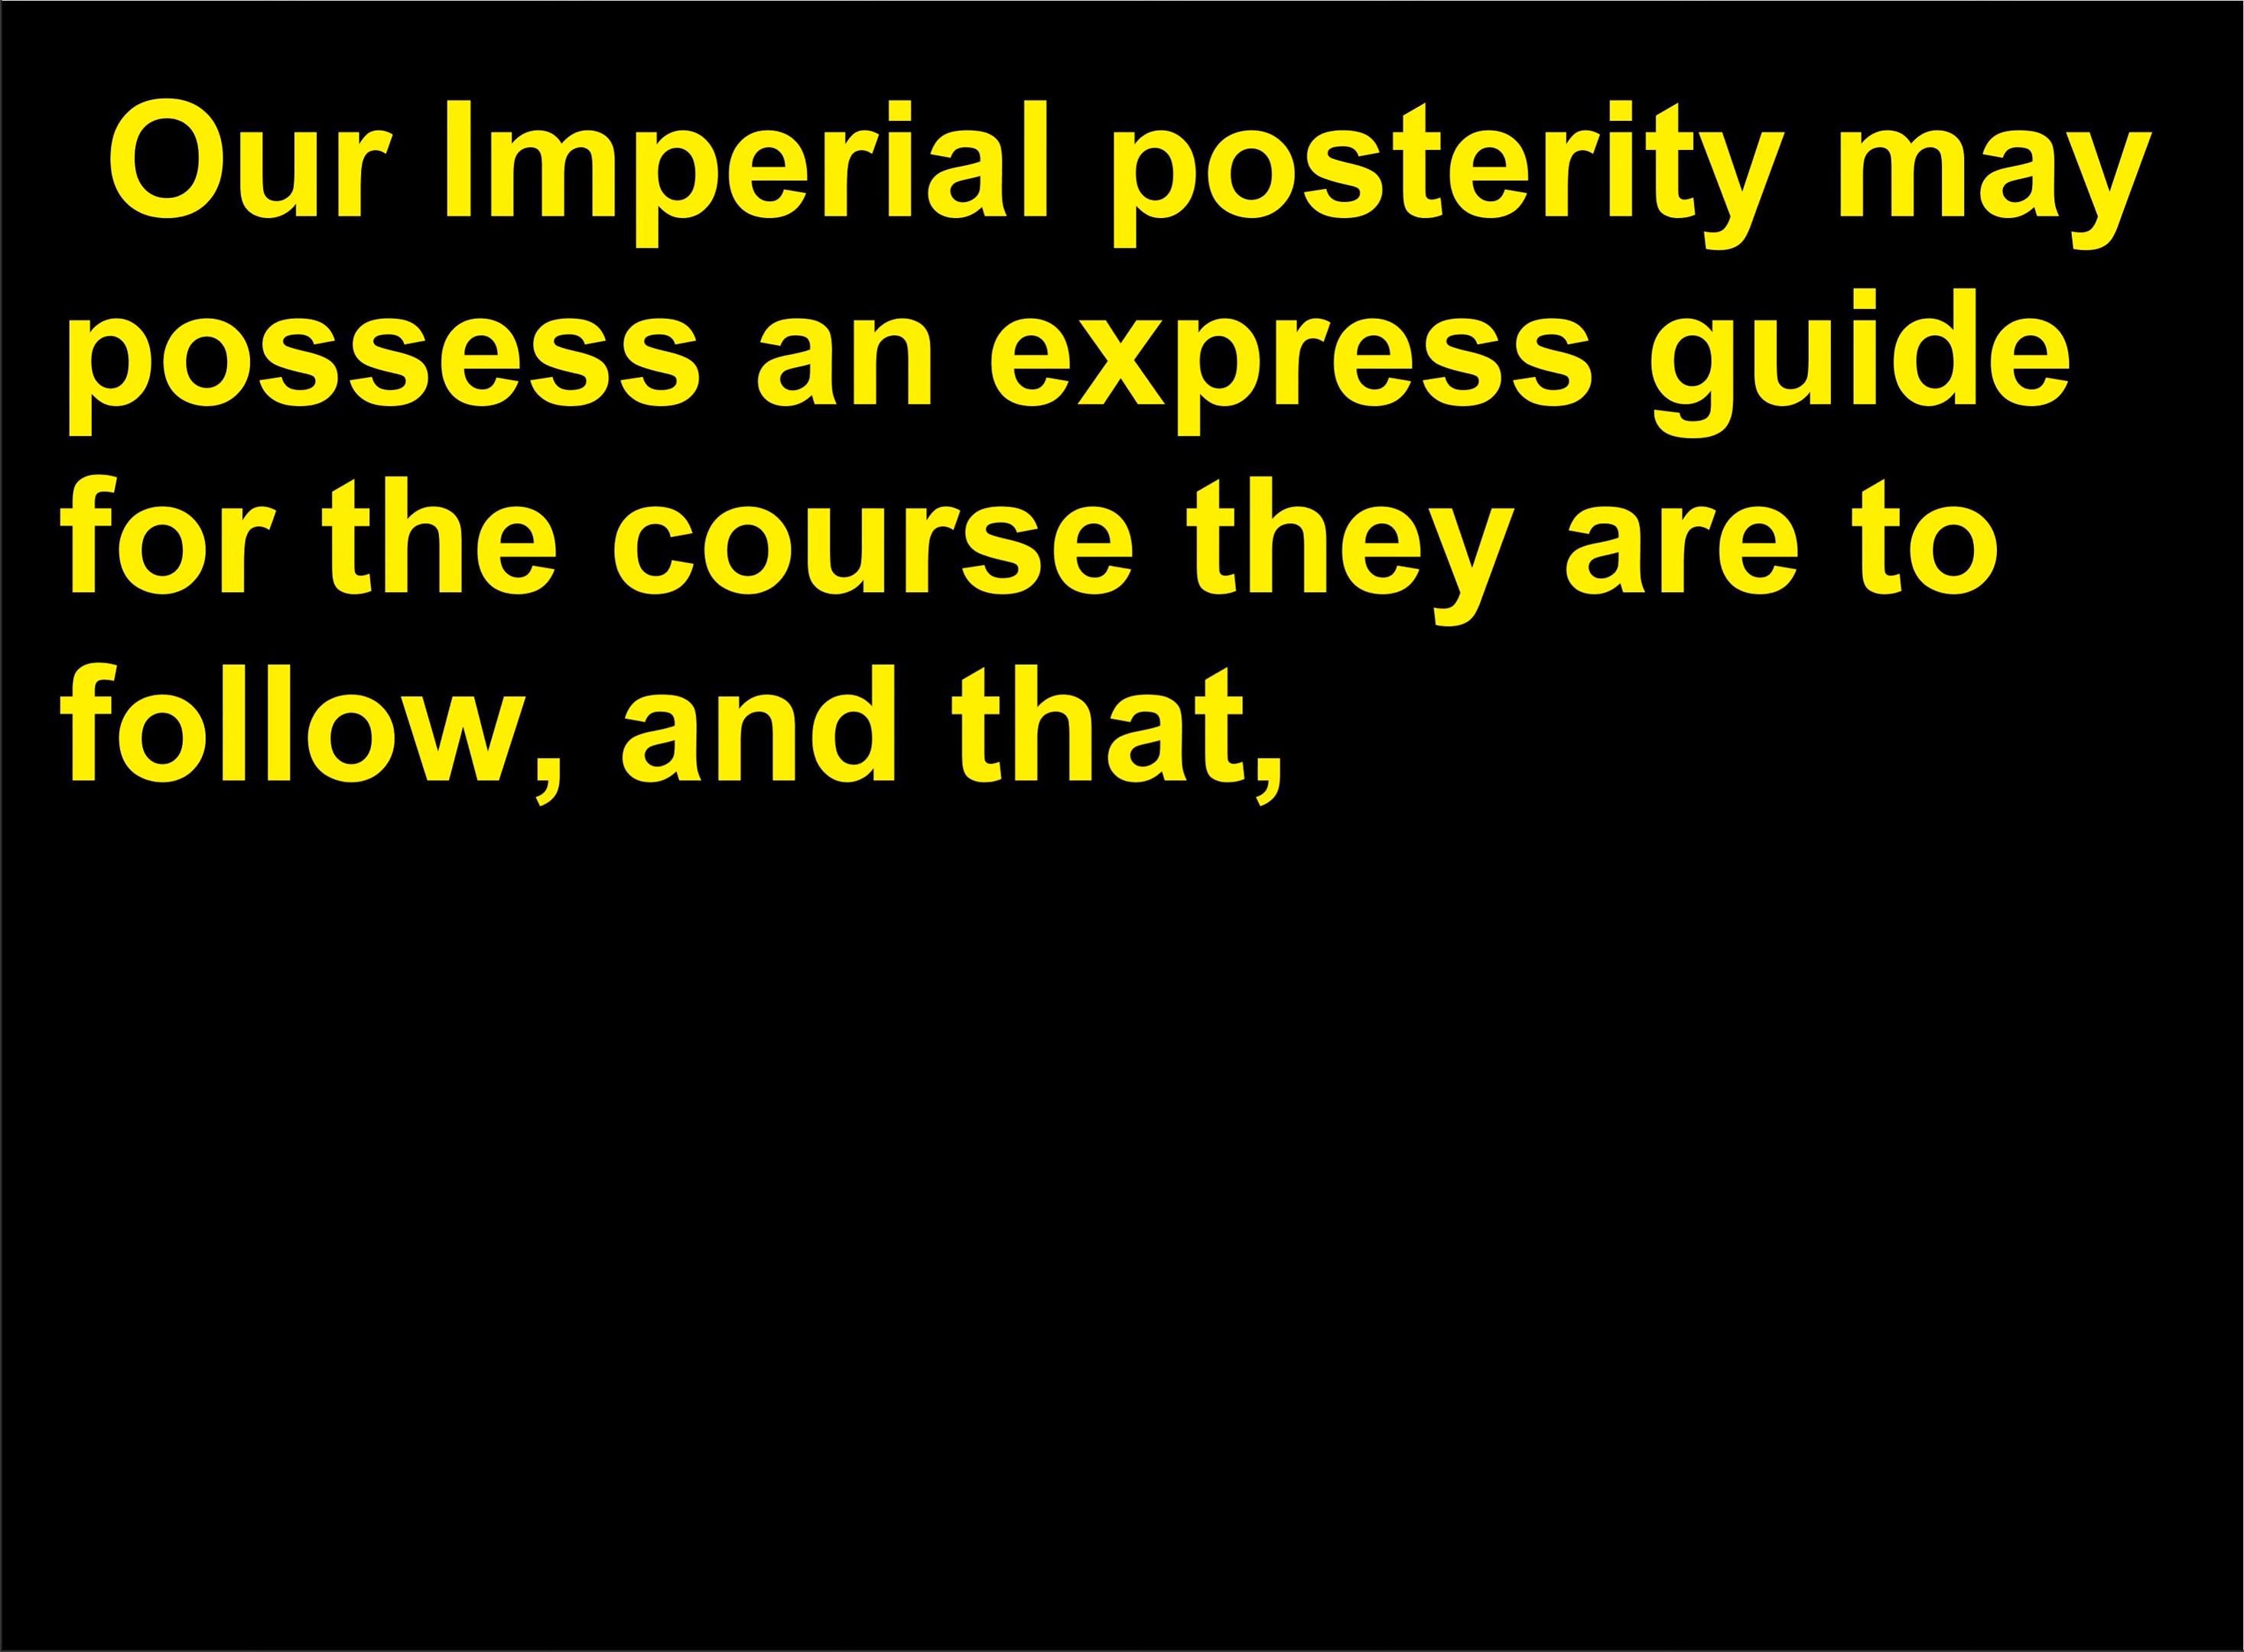 Our Imperial posterity may
possess an express guide
for the course they are to
follow, and that,